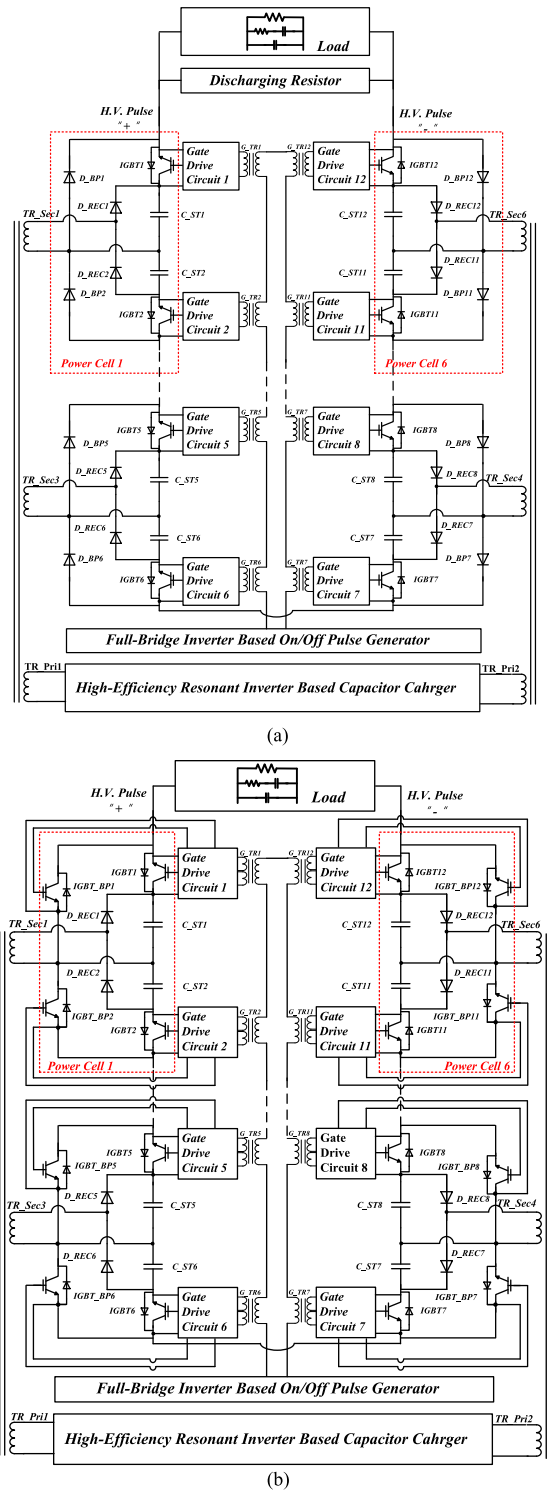 Load
Discharging Resistor
H.V. Pulse
"+"
H.V. Pulse
"-"
D_BP1
IGBT1
Gate
Drive
Circuit 1
G_TR1
G_TR12
Gate
Drive
Circuit 12
IGBT12
D_BP12
TR_Sec1
D_REC1
C_ST1
C_ST12
D_REC12
TR_Sec6
D_REC2
C_ST2
C_ST11
D_REC11
D_BP2
IGBT2
Gate
Drive
Circuit 2
G_TR2
G_TR11
Gate
Drive
Circuit 11
IGBT11
D_BP11
Power Cell 1
Power Cell 6
D_BP5
IGBT5
Gate
Drive
Circuit 5
G_TR5
G_TR7
Gate
Drive
Circuit 8
IGBT8
D_BP8
TR_Sec3
D_REC5
C_ST5
C_ST8
D_REC8
TR_Sec4
D_REC6
C_ST6
C_ST7
D_REC7
D_BP6
IGBT6
Gate
Drive
Circuit 6
G_TR6
G_TR7
Gate
Drive
Circuit 7
IGBT7
D_BP7
Full-Bridge Inverter Based On/Off Pulse Generator
TR_Pri1
High-Efficiency Resonant Inverter Based Capacitor Cahrger
TR_Pri2
(a)
Load
H.V. Pulse
"+"
H.V. Pulse
"-"
IGBT_BP1
IGBT1
Gate
Drive
Circuit 1
G_TR1
G_TR12
Gate
Drive
Circuit 12
IGBT12
IGBT_BP12
TR_Sec1
D_REC1
C_ST1
C_ST12
D_REC12
TR_Sec6
D_REC2
C_ST2
C_ST11
D_REC11
IGBT_BP2
IGBT2
Gate
Drive
Circuit 2
G_TR2
G_TR11
Gate
Drive
Circuit 11
IGBT11
IGBT_BP11
Power Cell 1
Power Cell 6
IGBT_BP5
IGBT5
Gate
Drive
Circuit 5
G_TR5
G_TR8
Gate
Drive
Circuit 8
IGBT8
IGBT_BP8
TR_Sec3
D_REC5
C_ST5
C_ST8
D_REC8
TR_Sec4
D_REC6
C_ST6
C_ST7
D_REC7
IGBT_BP6
IGBT6
Gate
Drive
Circuit 6
G_TR6
G_TR7
Gate
Drive
Circuit 7
IGBT7
IGBT_BP7
Full-Bridge Inverter Based On/Off Pulse Generator
TR_Pri1
High-Efficiency Resonant Inverter Based Capacitor Cahrger
TR_Pri2
(b)